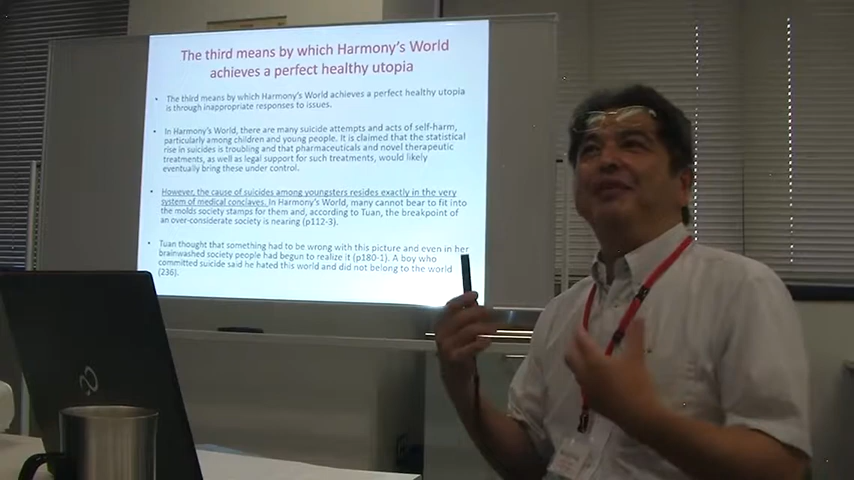 The third means by which Harmony's World
achieves a perfect healthy utopia
• The third means by which Harmony's World achieves a perfect healthy utopia
is through inappropriate responses to issues.
• In Harmony's World, there are many suicide attempts and acts of self-harm,
particularly among children and young people. It is claimed that the statistical
rise in suicides is troubling and that pharmaceuticals and novel therapeutic
treatments, as well as legal support for such treatments, would likely
eventually bring these under control.
• However, the cause of suicides among youngsters resides exactly in the very
system of medical conclaves. In Harmony's World, many cannot bear to fit into
the molds society stamps for them and, according to Tuan, the breakpoint of
an over-considerate society is nearing (p112-3).
• Tuan thought that something had to be wrong with this picture and even in her
brainwashed society people had begun to realize it (p180-1). A boy who
committed suicide said he hated this world and did not belong to the world
(236).